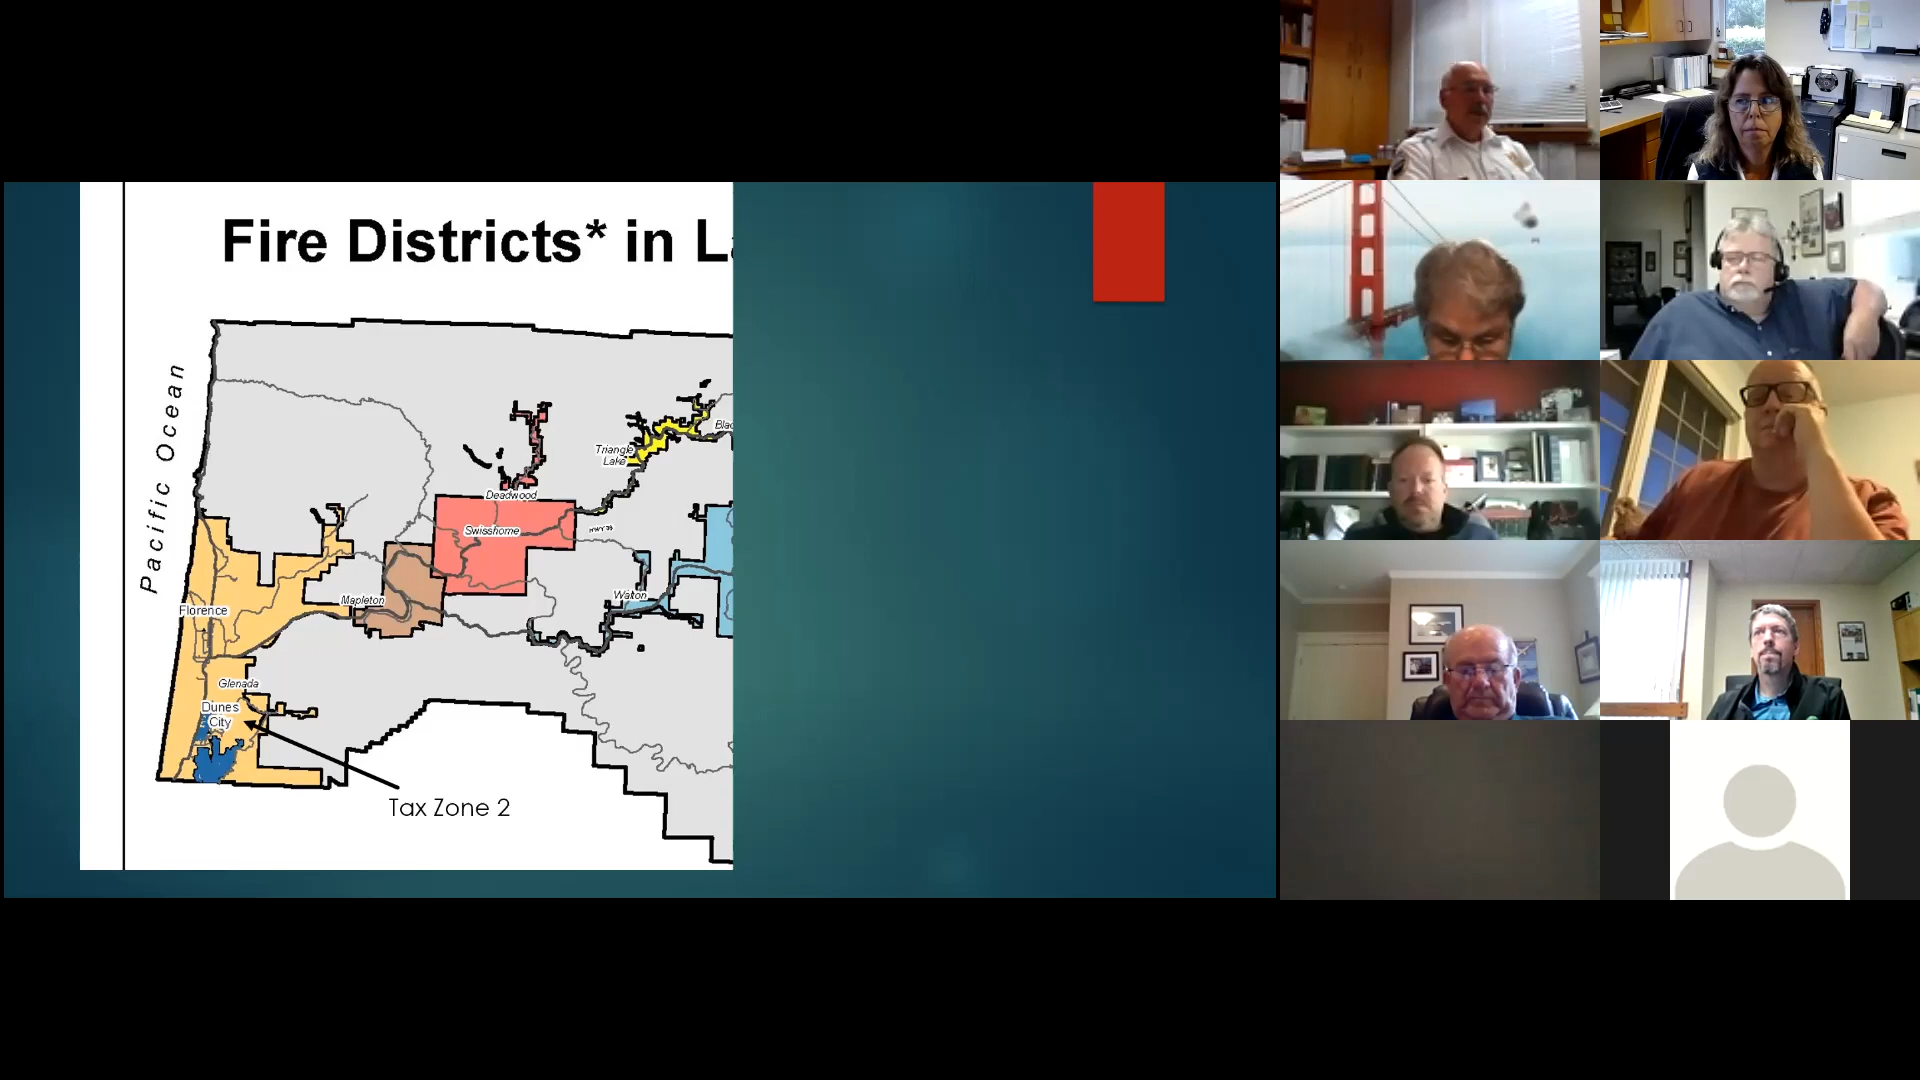 Fire Districts* in L
Pacific Ocean
Triangle
Lake
Blac
Deadwood
Swisshome
HWY 36
Walton
Mapleton
Florence
Glenada
Dunes
City
Tax Zone 2